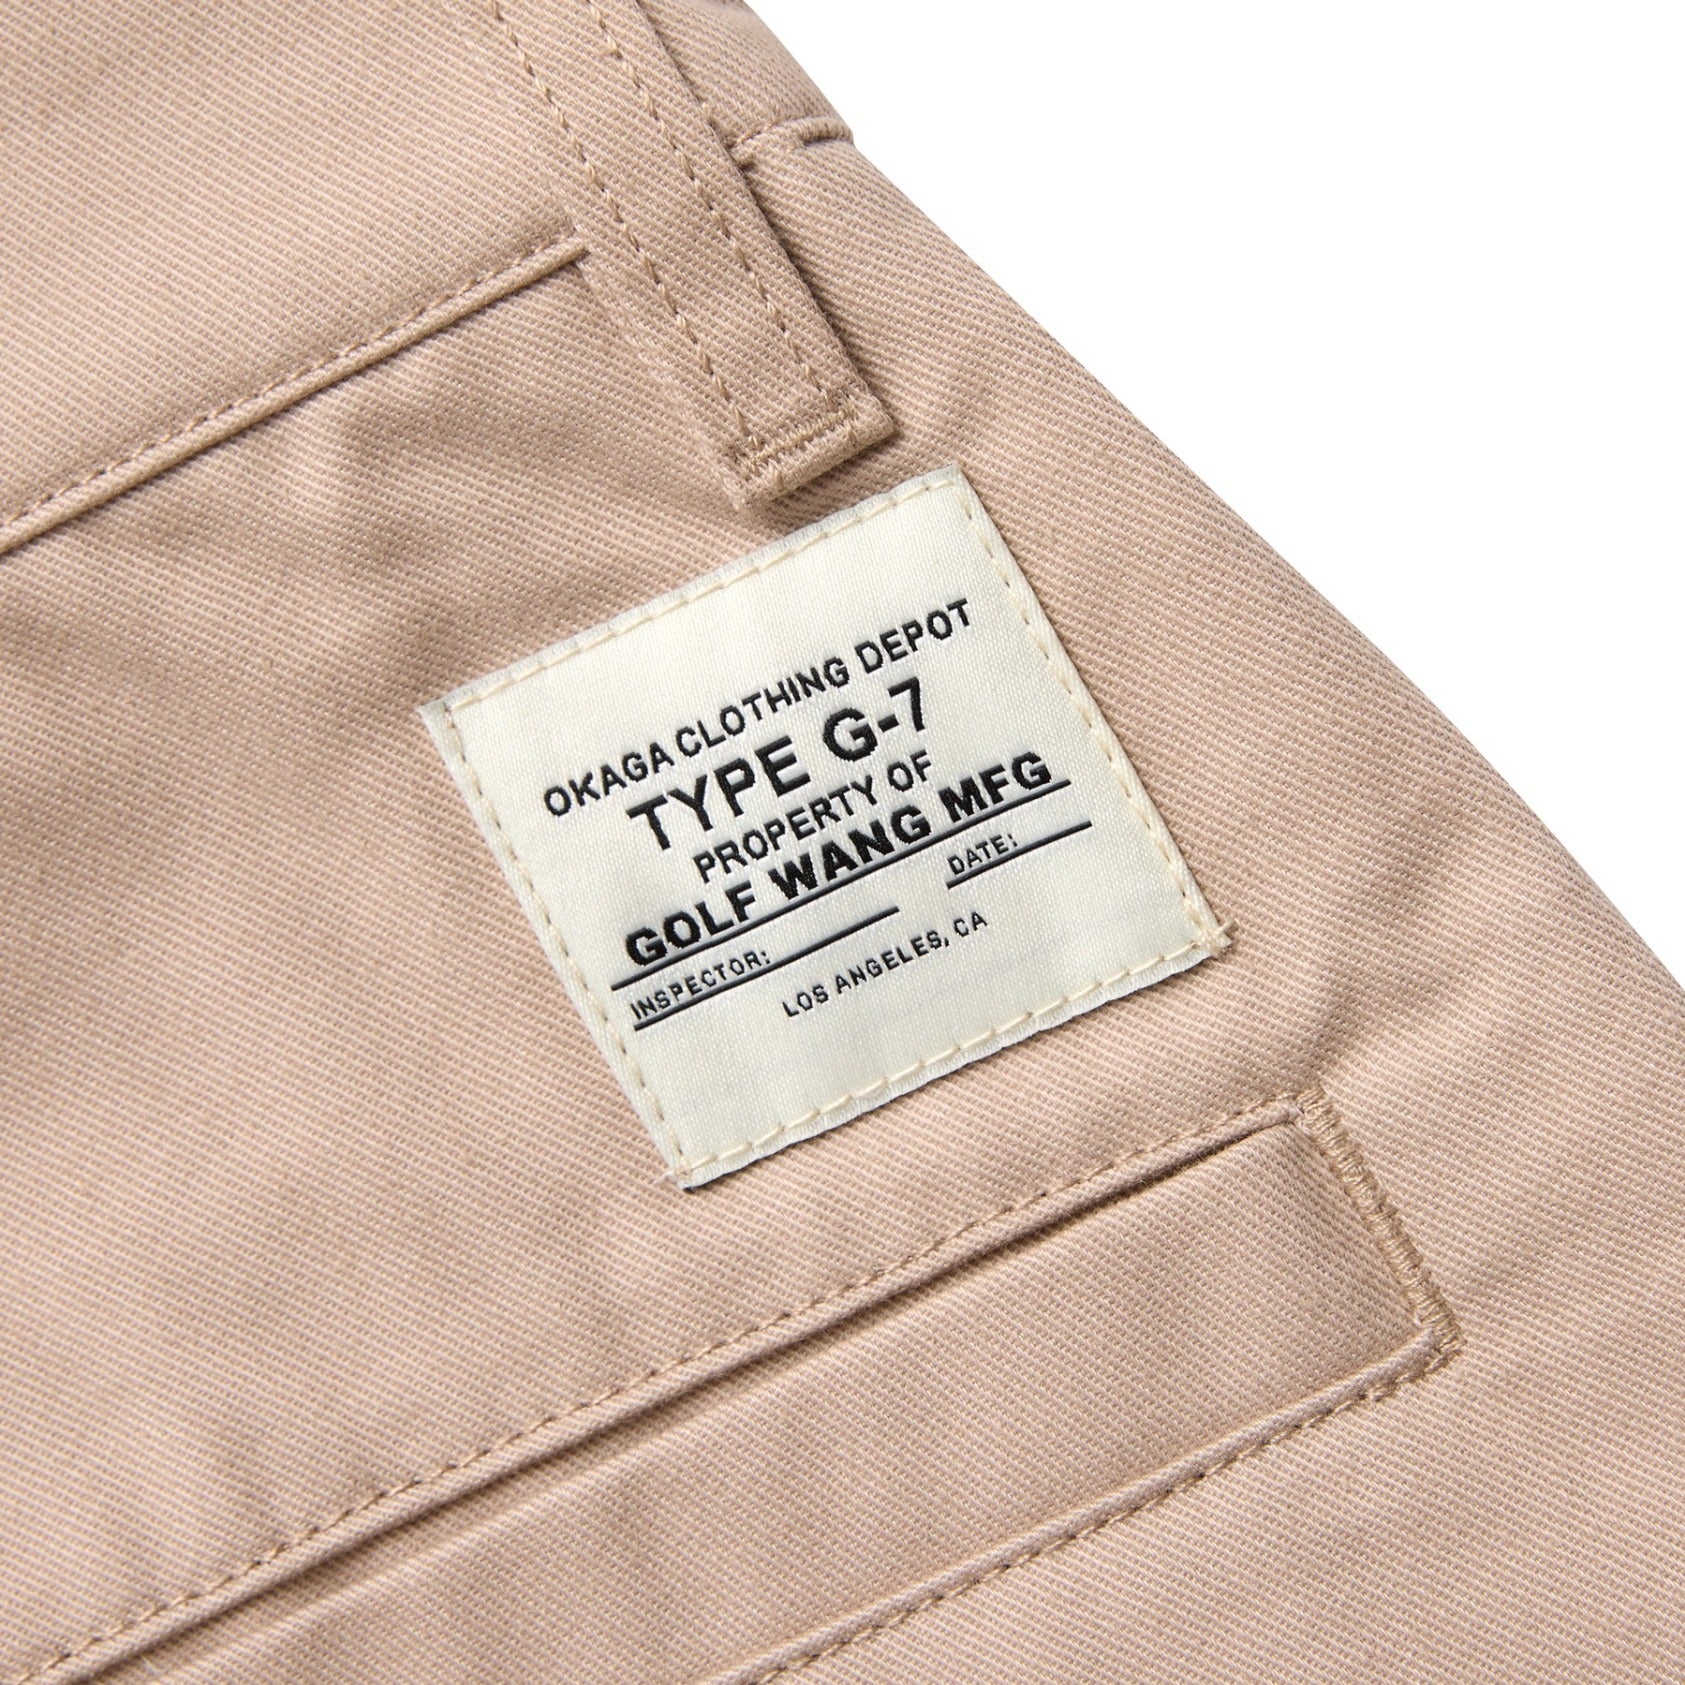 OKAGA CLOTHING DEPOT
TYPE G-7
PROPERTY OF
GOLF WANG MFG
INSPECTOR: DATE:
LOS ANGELES, CA